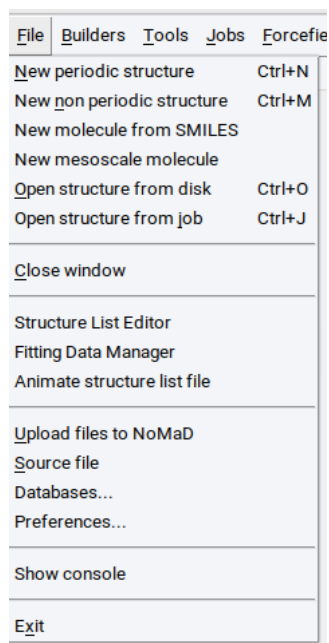 File Builders Tools Jobs Forcefie
New periodic structure Ctrl+N
New non periodic structure Ctrl+M
New molecule from SMILES
New mesoscale molecule
Open structure from disk Ctrl+O
Open structure from job Ctrl+J
Close window
Structure List Editor
Fitting Data Manager
Animate structure list file
Upload files to NoMaD
Source file
Databases...
Preferences...
Show console
Exit